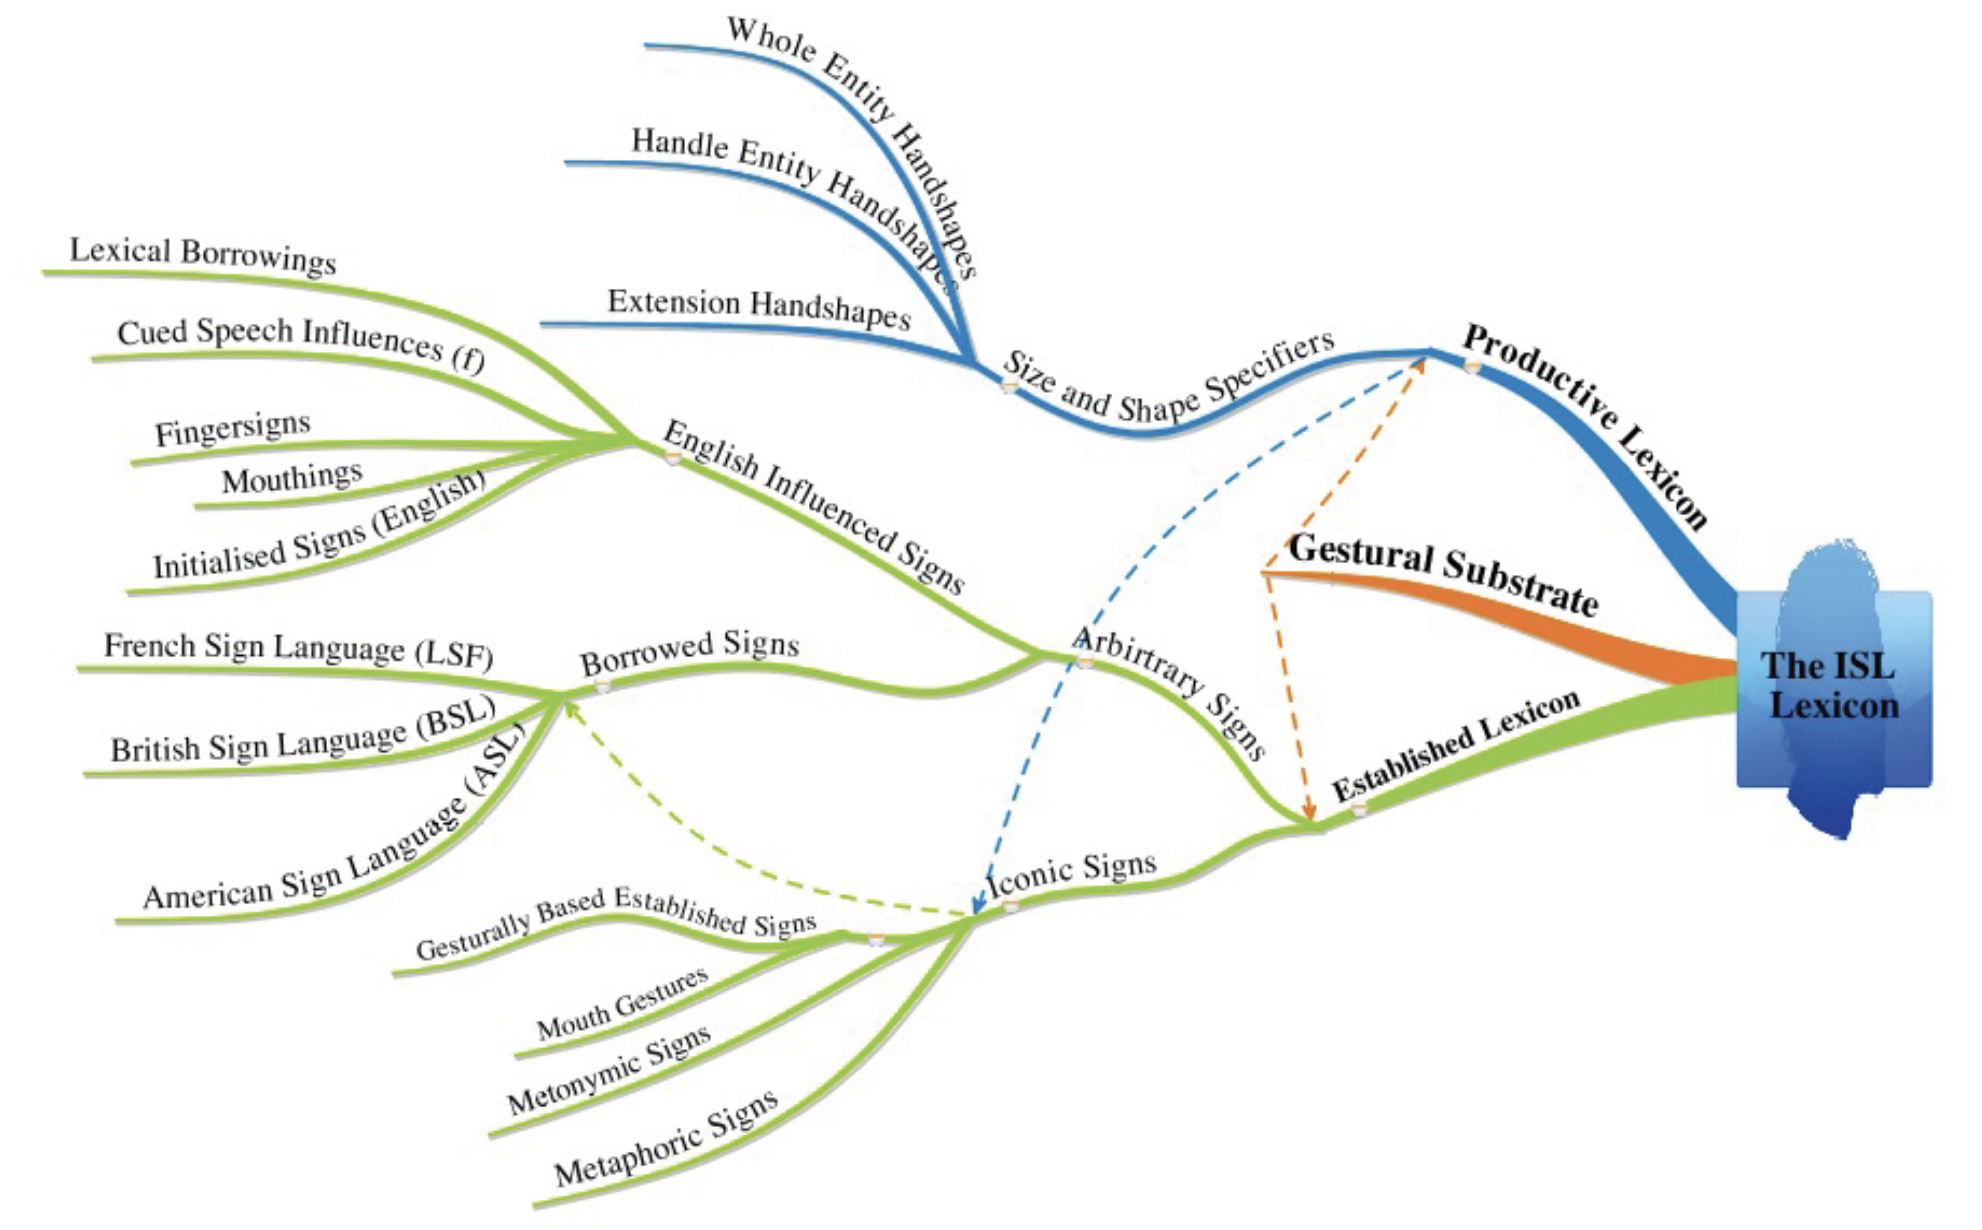 Whole Entity Handshapes
Handle Entity Handshapes
Extension Handshapes
Size and Shape Specifiers
Productive Lexicon
Lexical Borrowings
Cued Speech Influences (f)
Fingersigns
Mouthings
Initialised Signs (English)
English Influenced Signs
Gestural Substrate
French Sign Language (LSF)
British Sign Language (BSL)
American Sign Language (ASL)
Borrowed Signs
Arbirtrary Signs
The ISL
Lexicon
Established Lexicon
Iconic Signs
Gesturally Based Established Signs
Mouth Gestures
Metonymic Signs
Metaphoric Signs